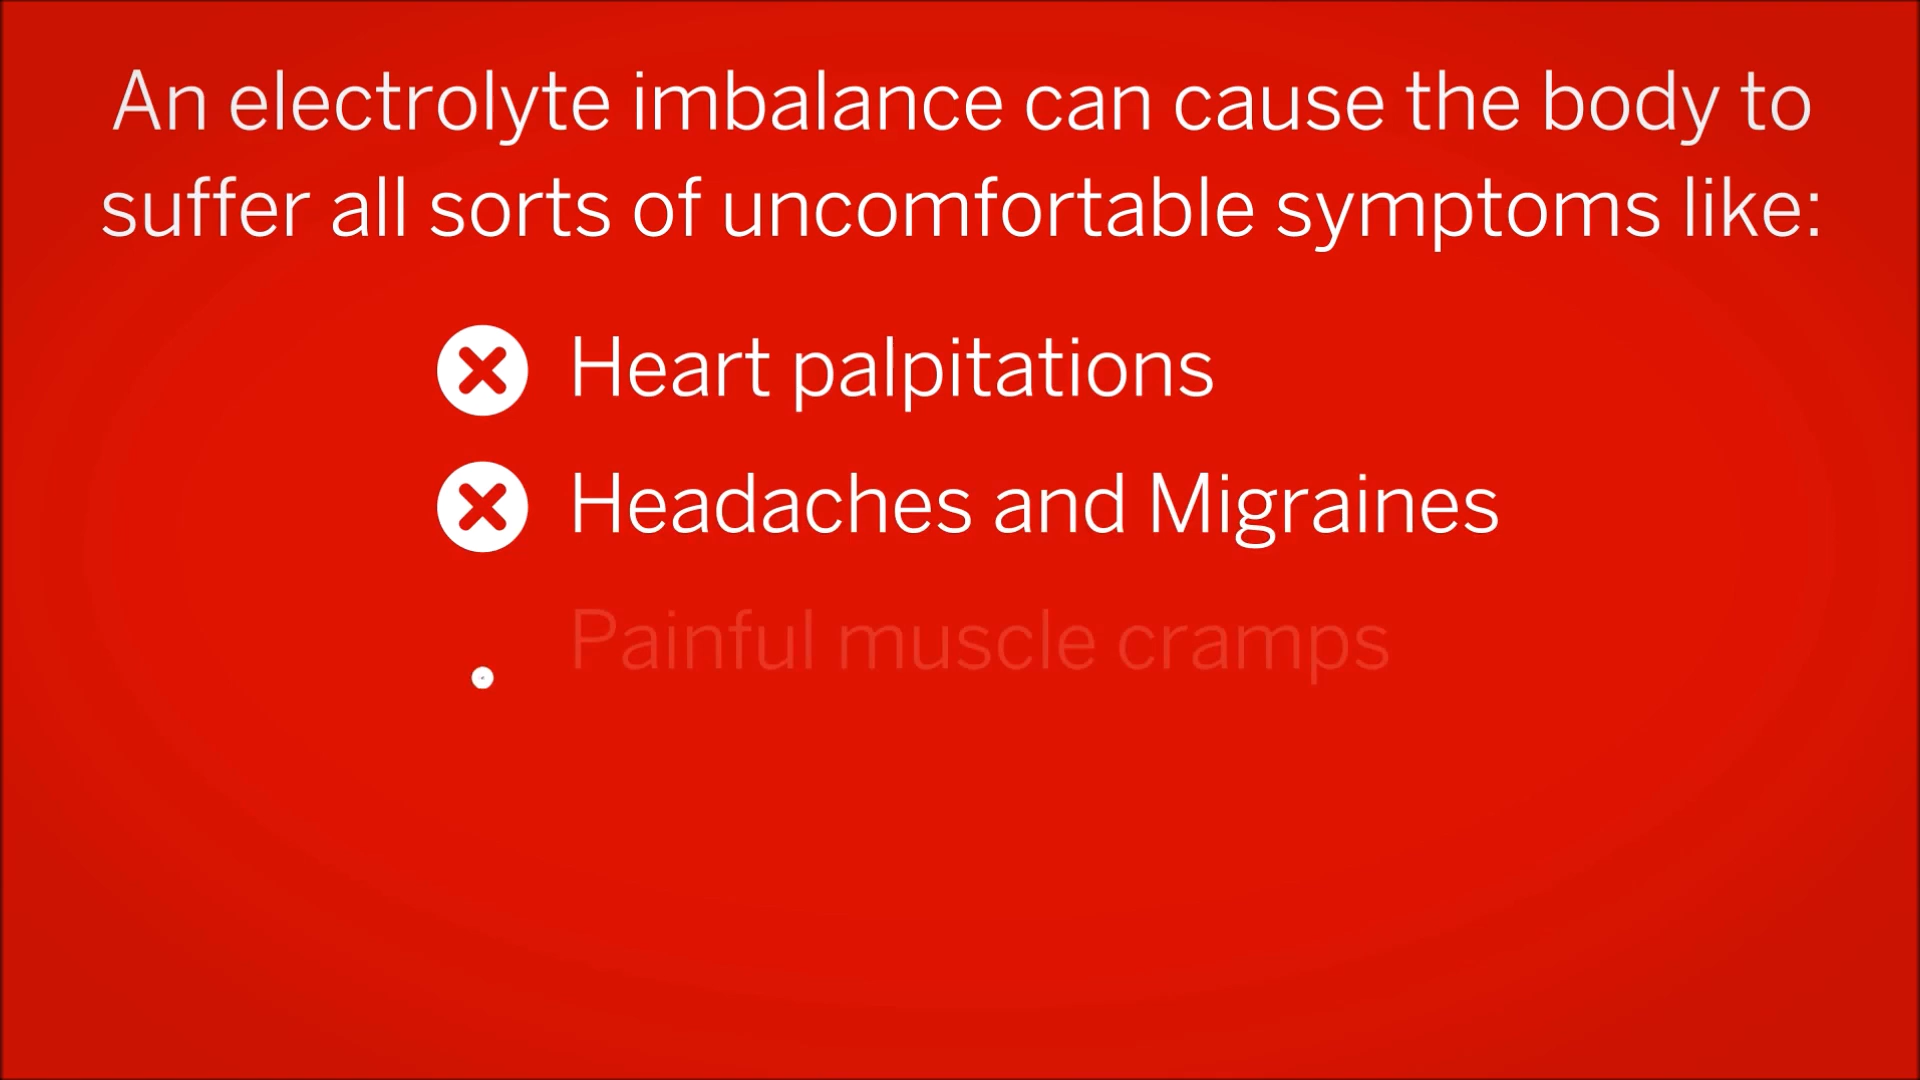 An electrolyte imbalance can cause the body to
suffer all sorts of uncomfortable symptoms like:
Heart palpitations
Headaches and Migraines
Painful muscle cramps